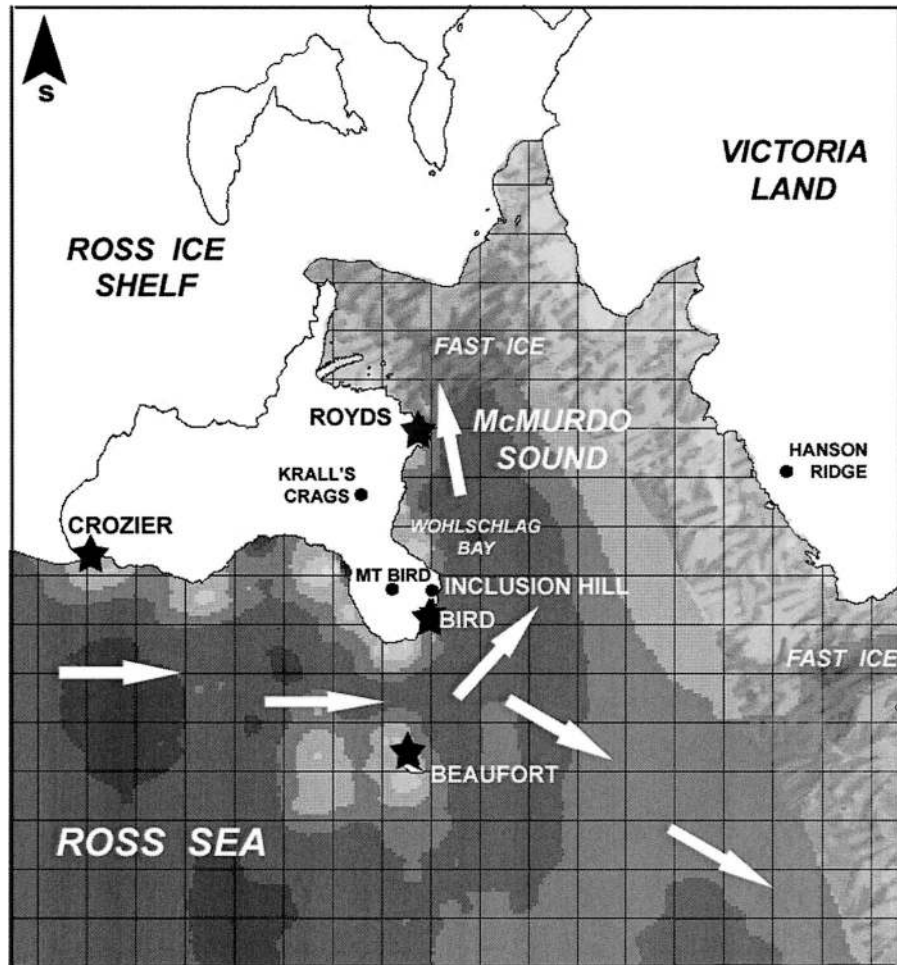 S
VICTORIA
LAND
ROSS ICE
SHELF
FAST ICE
ROYDS
McMURDO
SOUND
HANSON
RIDGE
KRALL'S
CRAGS
CROZIER
WOHLSCHLAG
BAY
MT BIRD
INCLUSION HILL
BIRD
FAST ICE
BEAUFORT
ROSS SEA